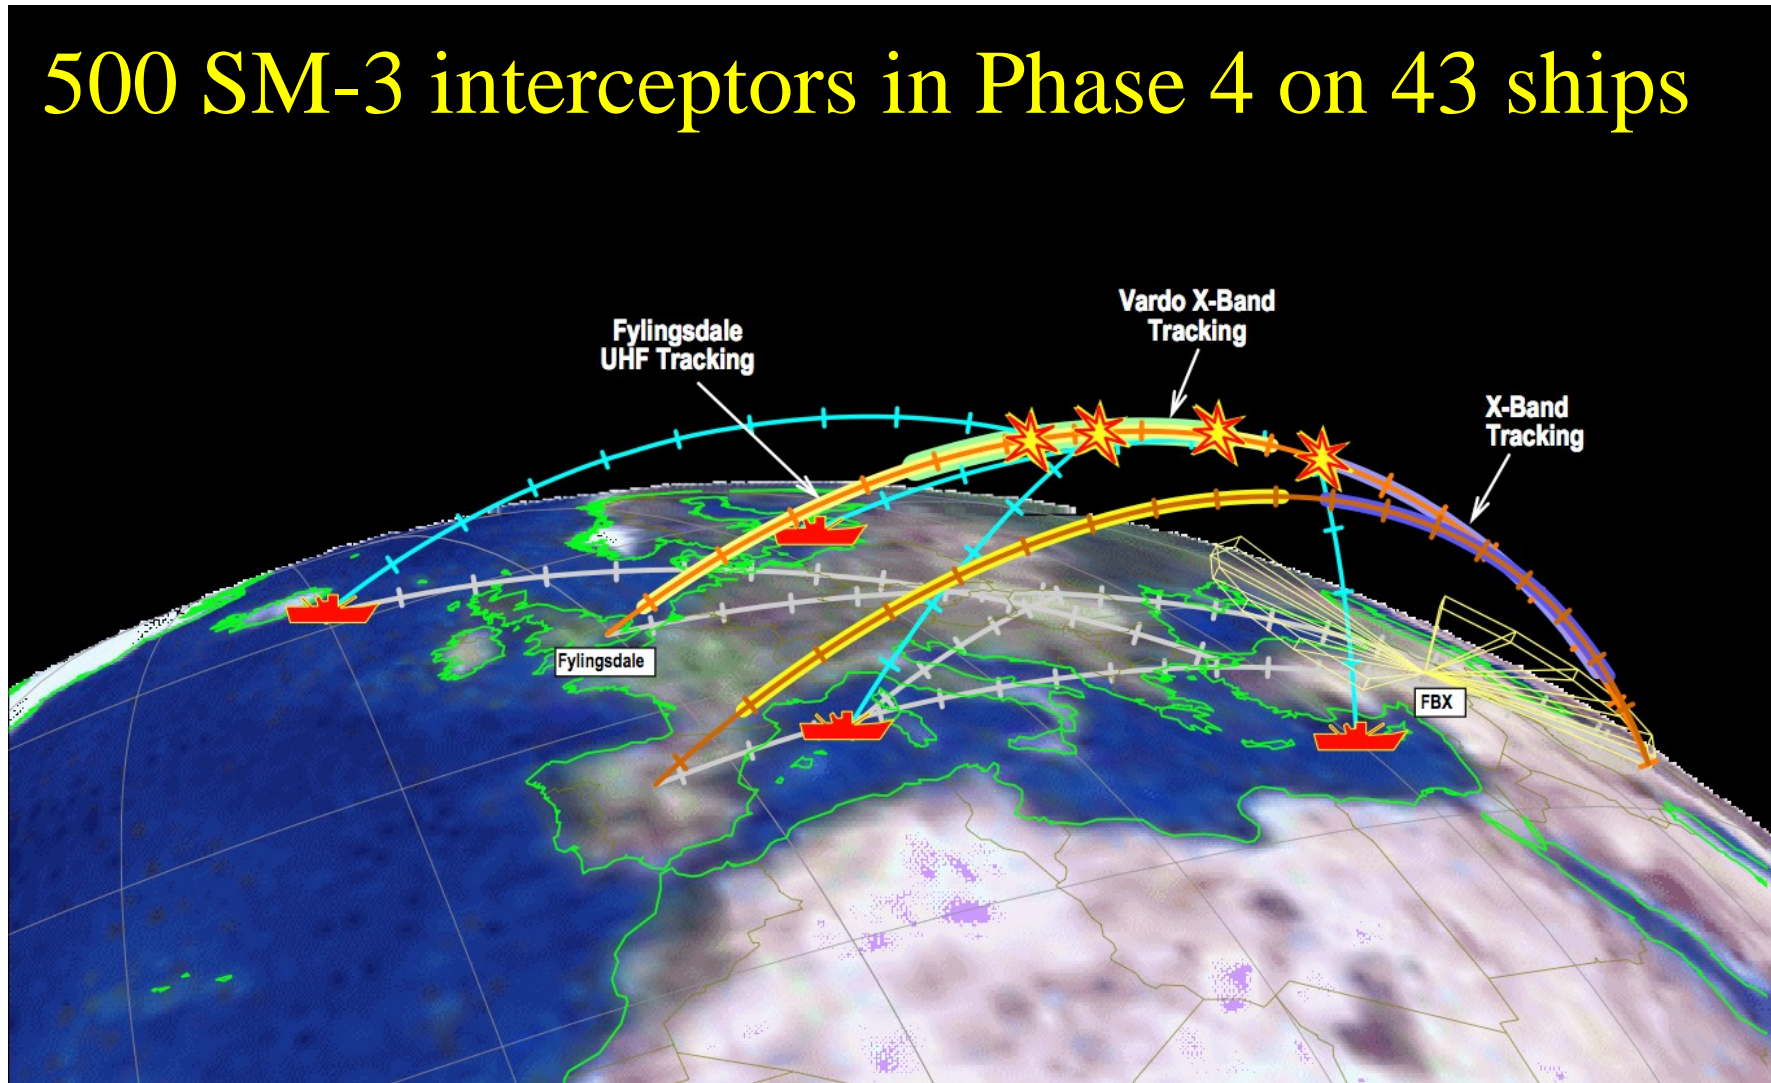 500 SM-3 interceptors in Phase 4 on 43 ships
Vardo X-Band
Tracking
Fylingsdale
UHF Tracking
X-Band
Tracking
Fylingsdale
FBX